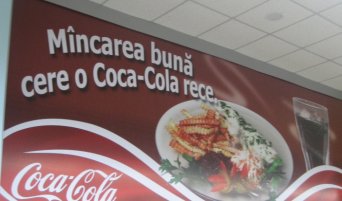 Mîncarea bună
cere o Coca-Cola rece
Coca-Cola